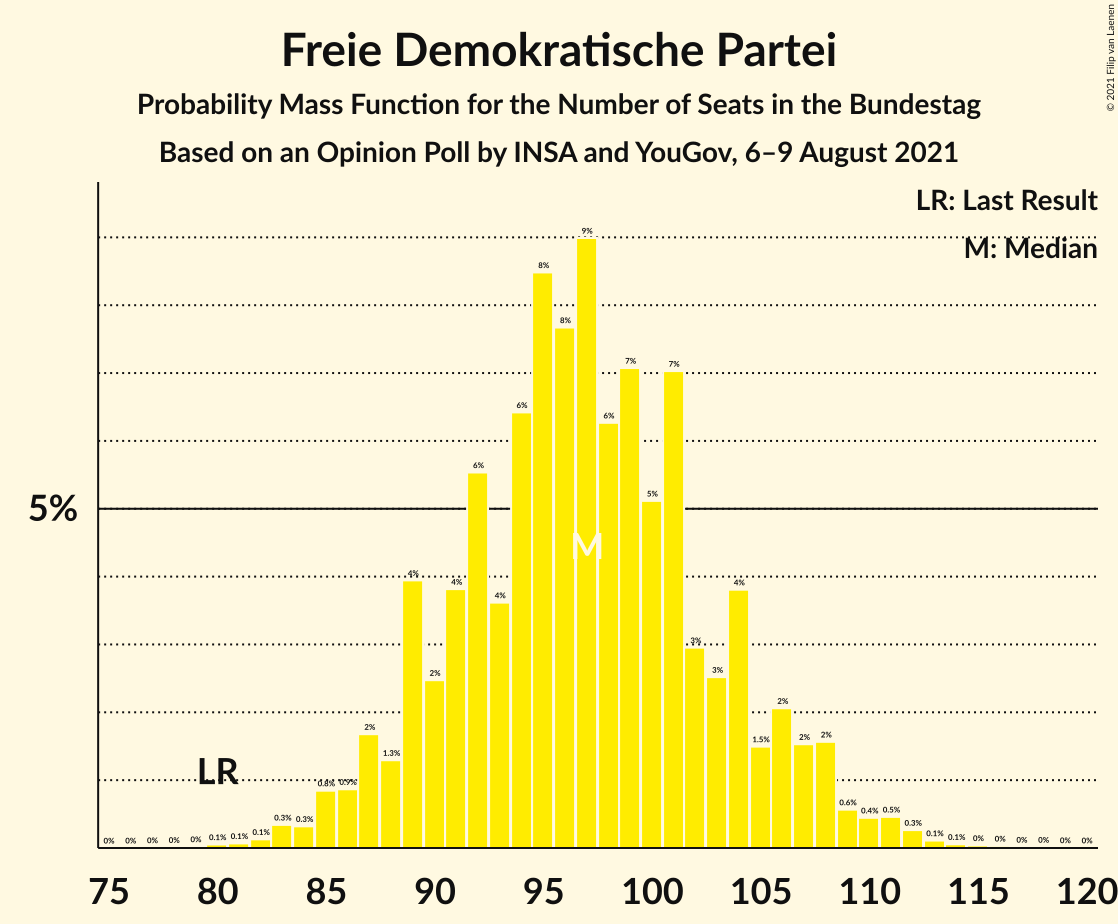 Freie Demokratische Partei
Probability Mass Function for the Number of Seats in the Bundestag
Based on an Opinion Poll by INSA and YouGov, 6–9 August 2021
© 2021 Filip van Laenen
LR: Last Result
M: Median
5%
LR
M
0% 0% 0% 0% 0% 0.1% 0.1% 0.1% 0.3% 0.3% 0.8% 0.9% 2% 1.3% 4% 2% 4% 6% 4% 6% 8% 8% 9% 6% 7% 5% 7% 3% 3% 4% 1.5% 2% 2% 2% 0.6% 0.4% 0.5% 0.3% 0.1% 0.1% 0% 0% 0% 0% 0% 0%
75 80 85 90 95 100 105 110 115 120